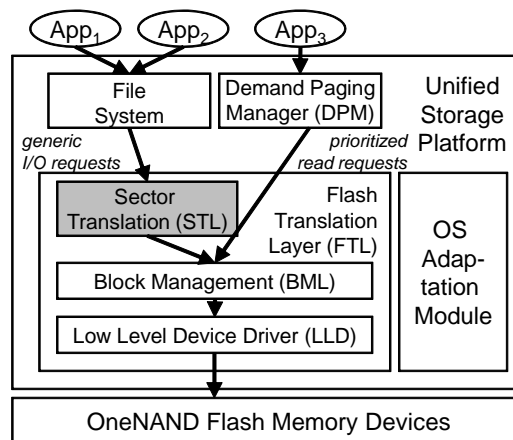 App1 App2 App3
File
System
Demand Paging
Manager (DPM)
Unified
Storage
Platform
generic
I/O requests
prioritized
read requests
Sector
Translation (STL)
Flash
Translation
Layer (FTL)
OS
Adap-
tation
Module
Block Management (BML)
Low Level Device Driver (LLD)
OneNAND Flash Memory Devices